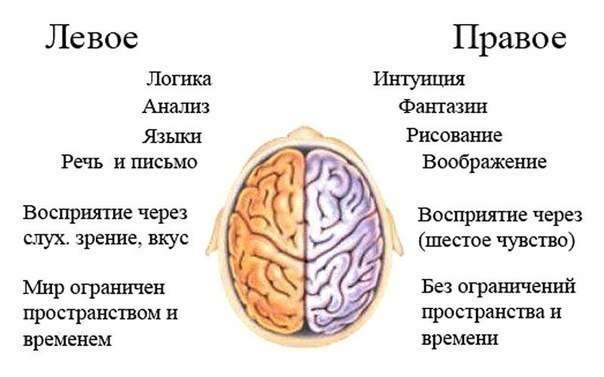 Левое
Правое
Логика
Интуиция
Анализ
Фантазии
Языки
Рисование
Речь и письмо
Воображение
Восприятие через
слух. зрение, вкус
Восприятие через
(шестое чувство)
Мир ограничен
пространством и
временем
Без ограничений
пространства и
времени